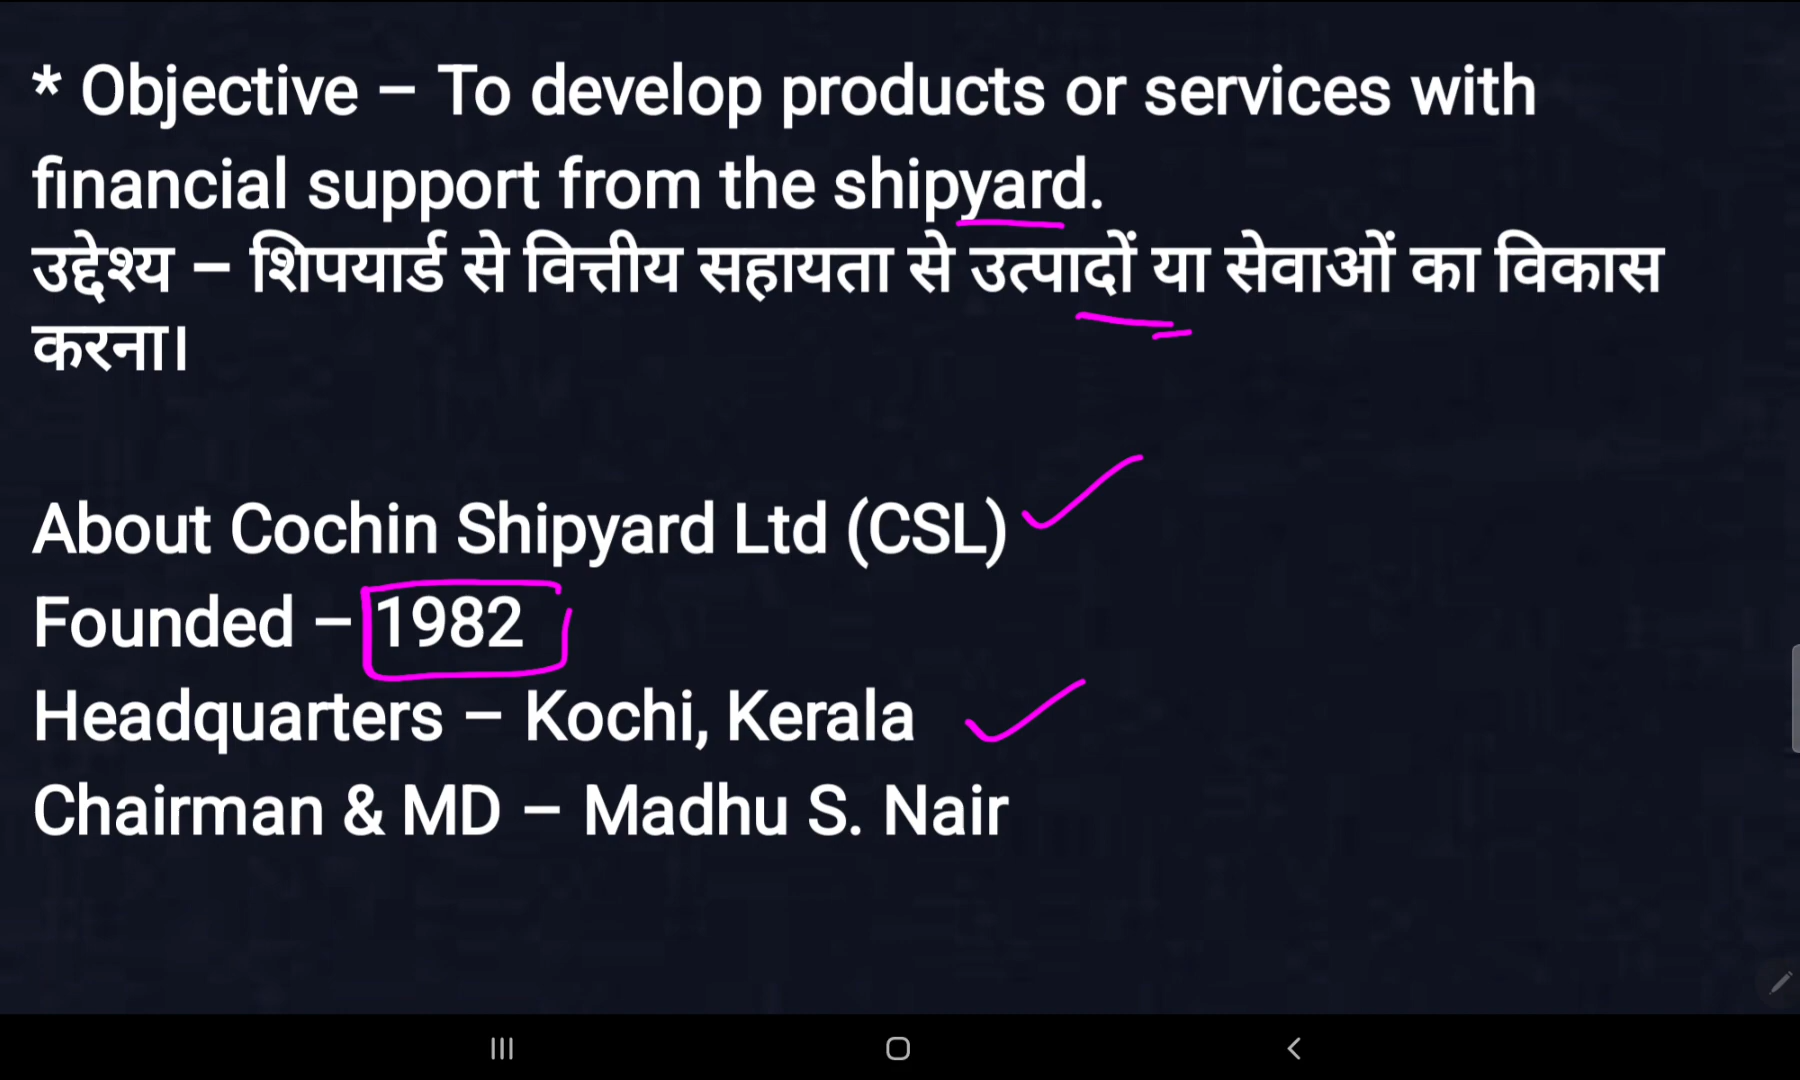 * Objective – To develop products or services with
financial support from the shipyard.
उद्देश्य – शिपयार्ड से वित्तीय सहायता से उत्पादों या सेवाओं का विकास
करना।
About Cochin Shipyard Ltd (CSL)
Founded – 1982
Headquarters – Kochi, Kerala
Chairman & MD – Madhu S. Nair